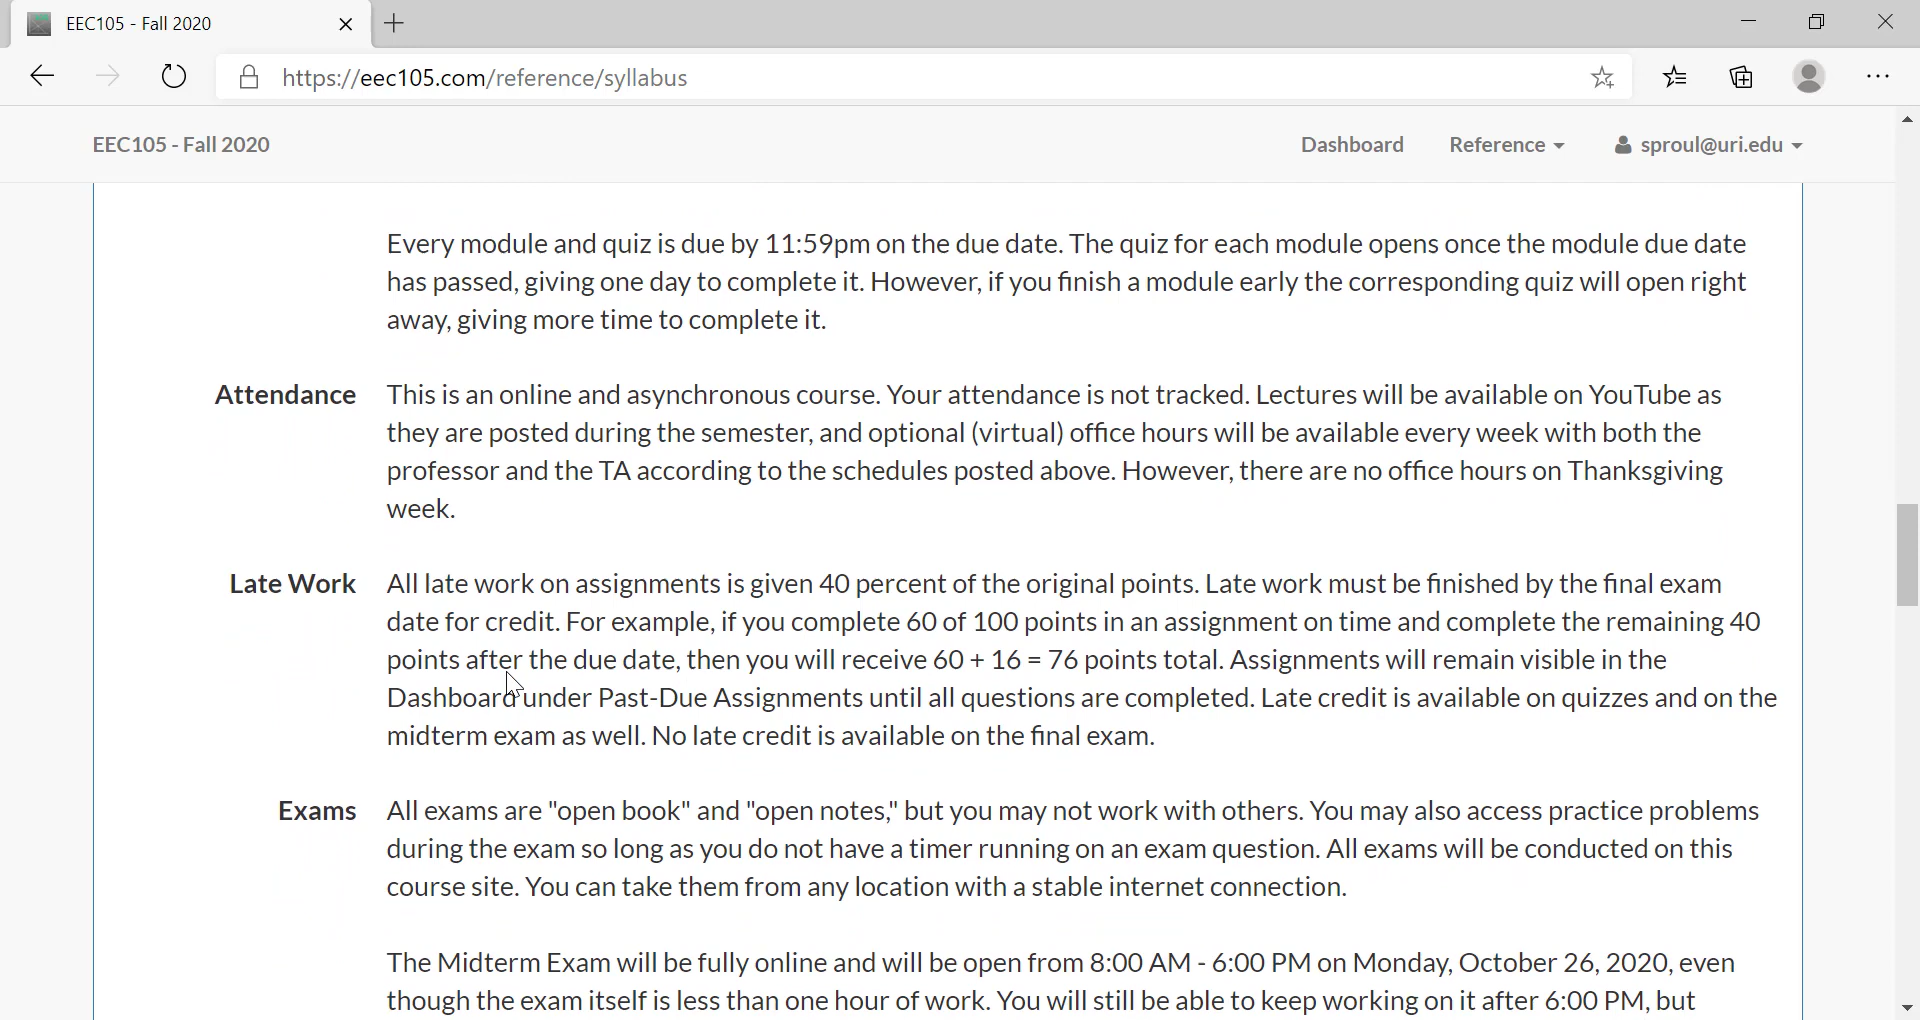 EEC105 - Fall 2020
https://eec105.com/reference/syllabus
EEC105 - Fall 2020
Dashboard
Reference
sproul@uri.edu
Every module and quiz is due by 11:59pm on the due date. The quiz for each module opens once the module due date
has passed, giving one day to complete it. However, if you finish a module early the corresponding quiz will open right
away, giving more time to complete it.
Attendance
This is an online and asynchronous course. Your attendance is not tracked. Lectures will be available on YouTube as
they are posted during the semester, and optional (virtual) office hours will be available every week with both the
professor and the TA according to the schedules posted above. However, there are no office hours on Thanksgiving
week.
Late Work
All late work on assignments is given 40 percent of the original points. Late work must be finished by the final exam
date for credit. For example, if you complete 60 of 100 points in an assignment on time and complete the remaining 40
points after the due date, then you will receive 60 + 16 = 76 points total. Assignments will remain visible in the
Dashboard under Past-Due Assignments until all questions are completed. Late credit is available on quizzes and on the
midterm exam as well. No late credit is available on the final exam.
Exams
All exams are "open book" and "open notes," but you may not work with others. You may also access practice problems
during the exam so long as you do not have a timer running on an exam question. All exams will be conducted on this
course site. You can take them from any location with a stable internet connection.
The Midterm Exam will be fully online and will be open from 8:00 AM - 6:00 PM on Monday, October 26, 2020, even
though the exam itself is less than one hour of work. You will still be able to keep working on it after 6:00 PM, but